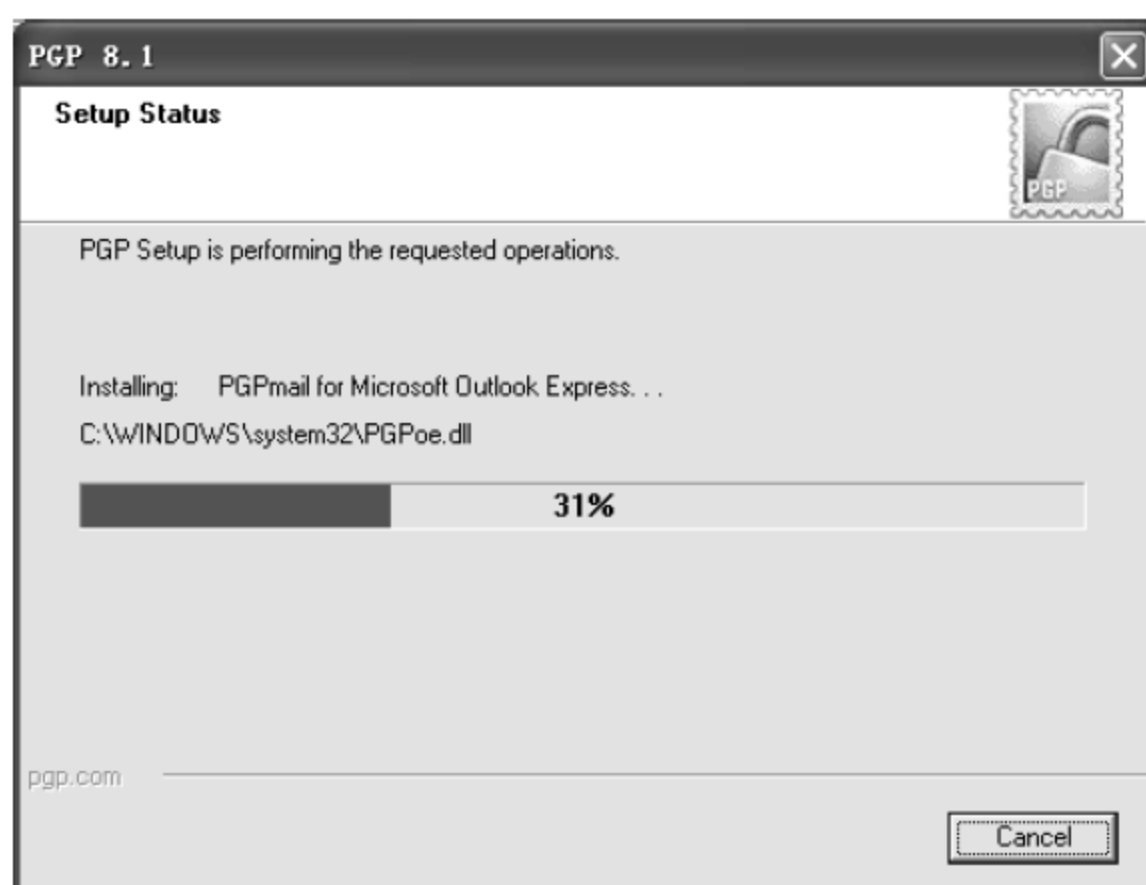 PGP 8.1
Setup Status
PGP
PGP Setup is performing the requested operations.
Installing: PGPmail for Microsoft Outlook Express. . .
C:\WINDOWS\system32\PGPoe.dll
31%
pgp.com
Cancel